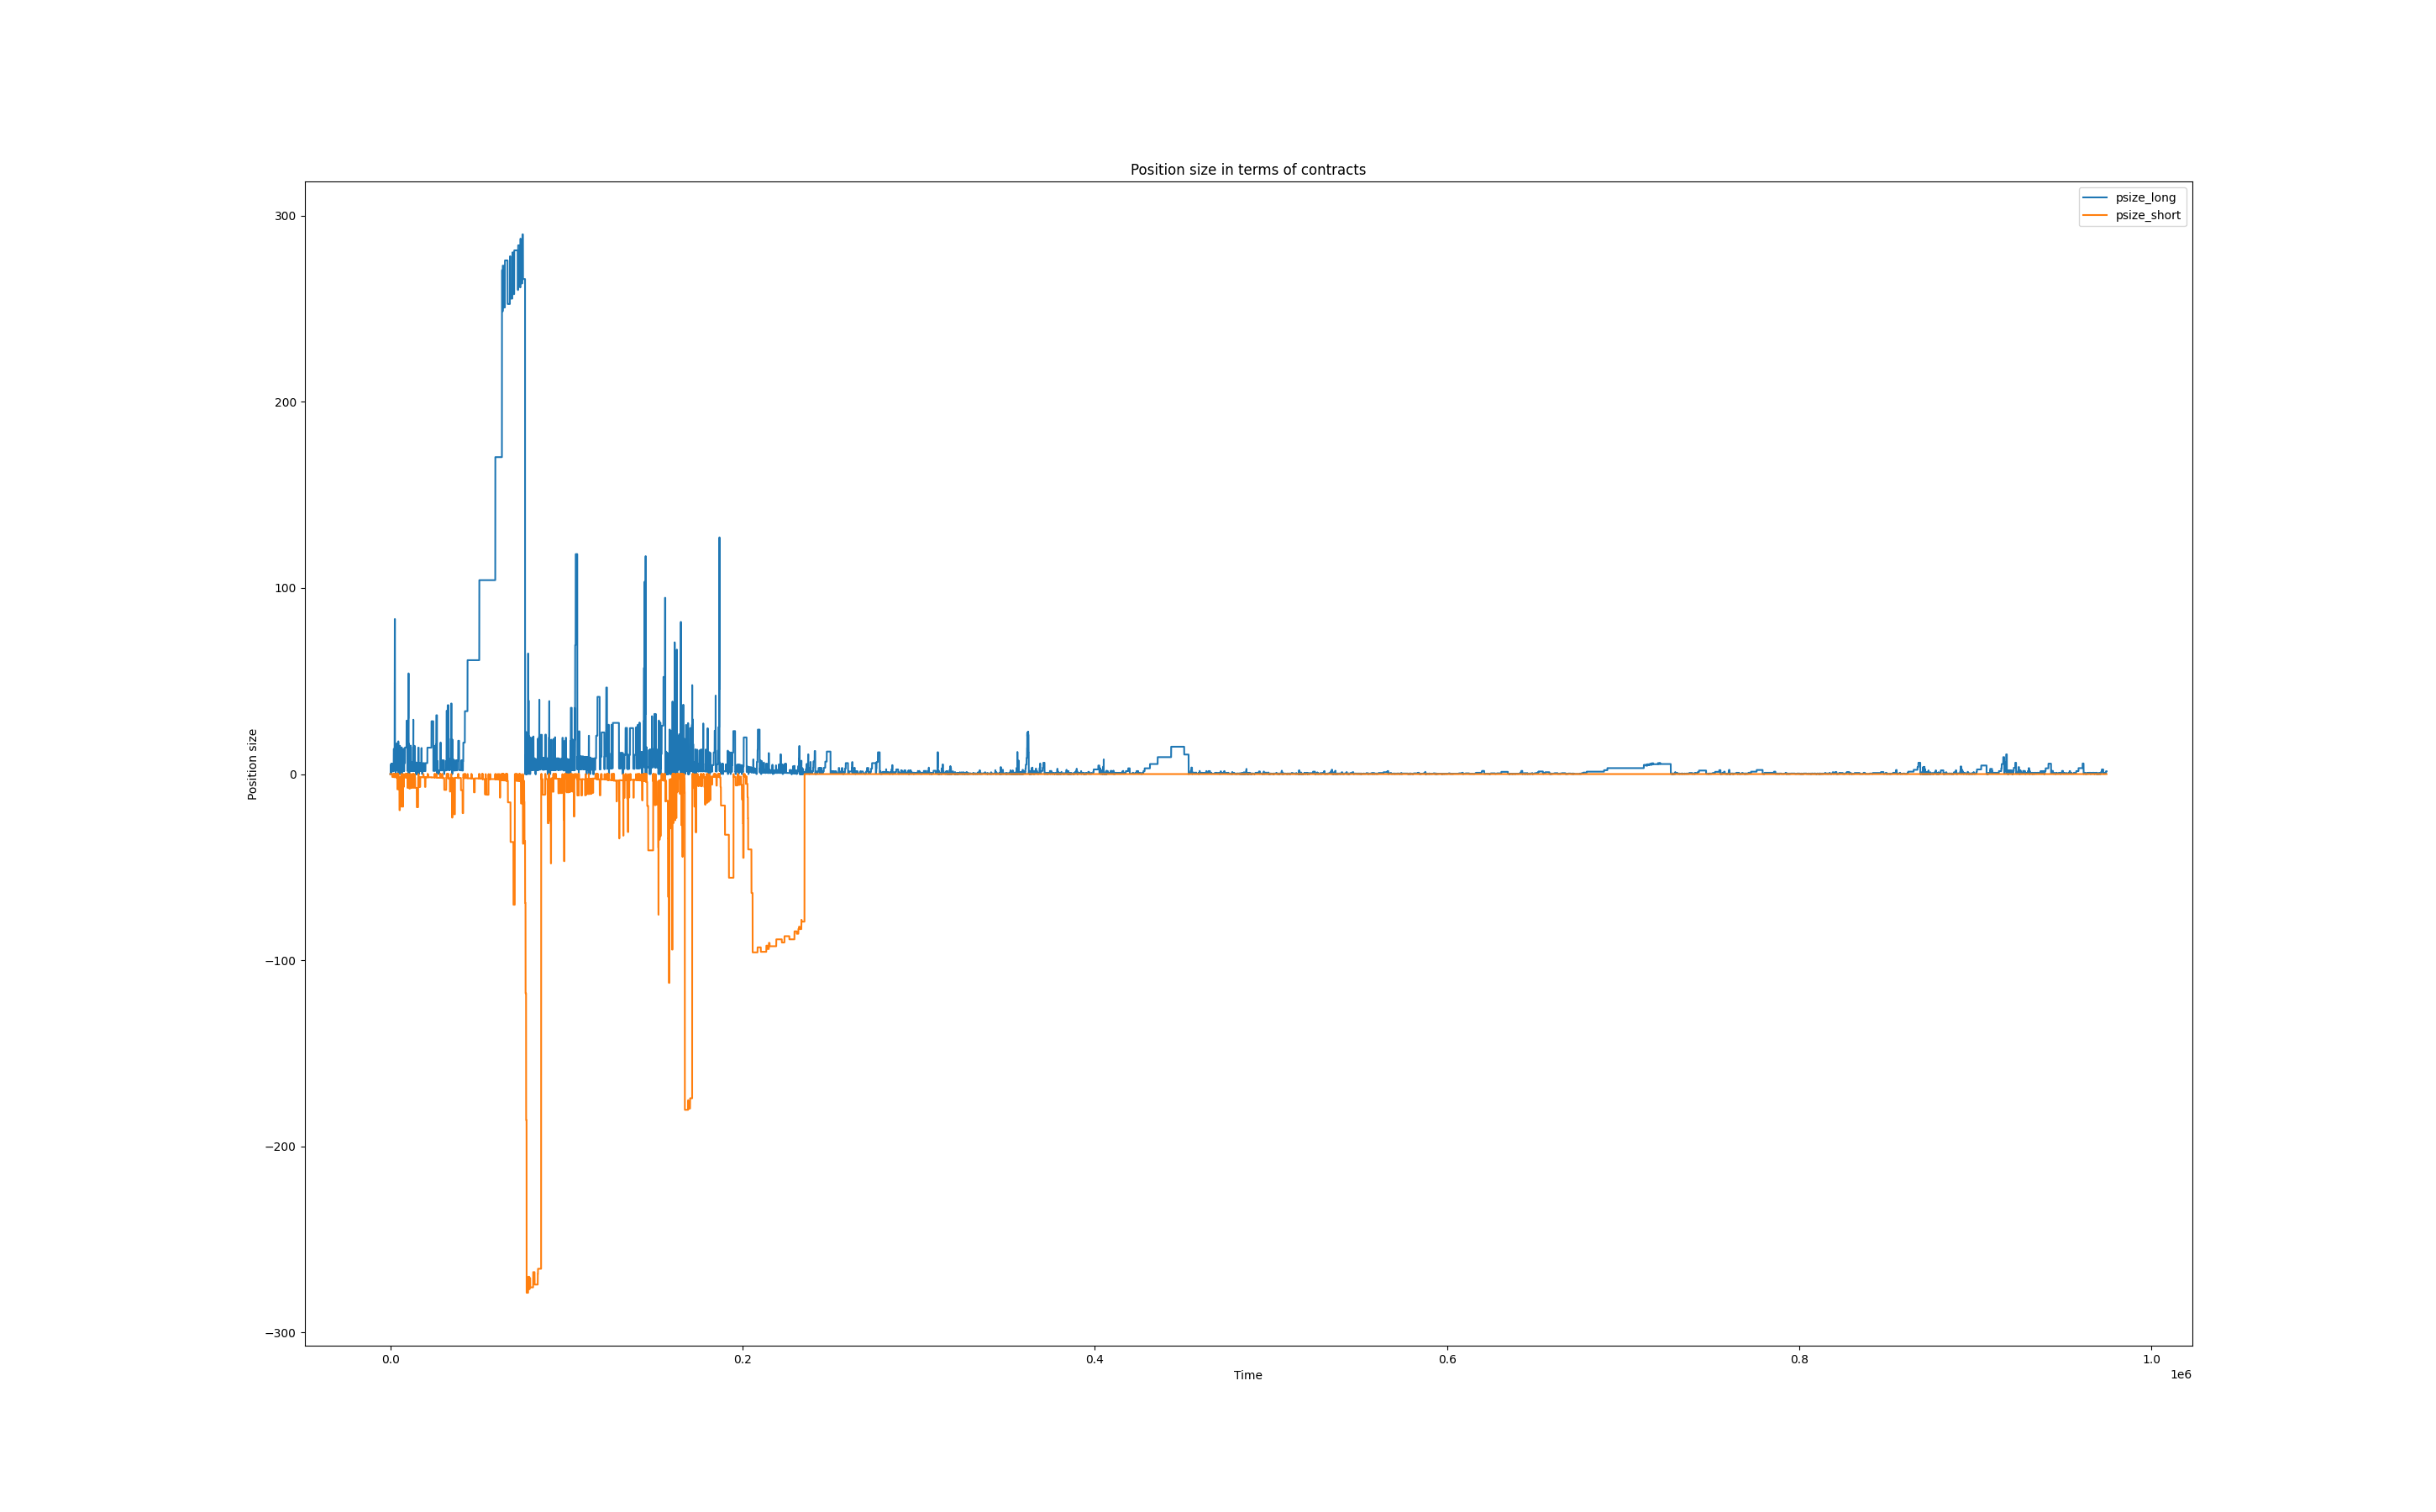 Position size in terms of contracts
psize_long
psize_short
300
200
100
0
−100
−200
−300
Position size
0.0
0.2
0.4
0.6
0.8
1.0
Time
1e6